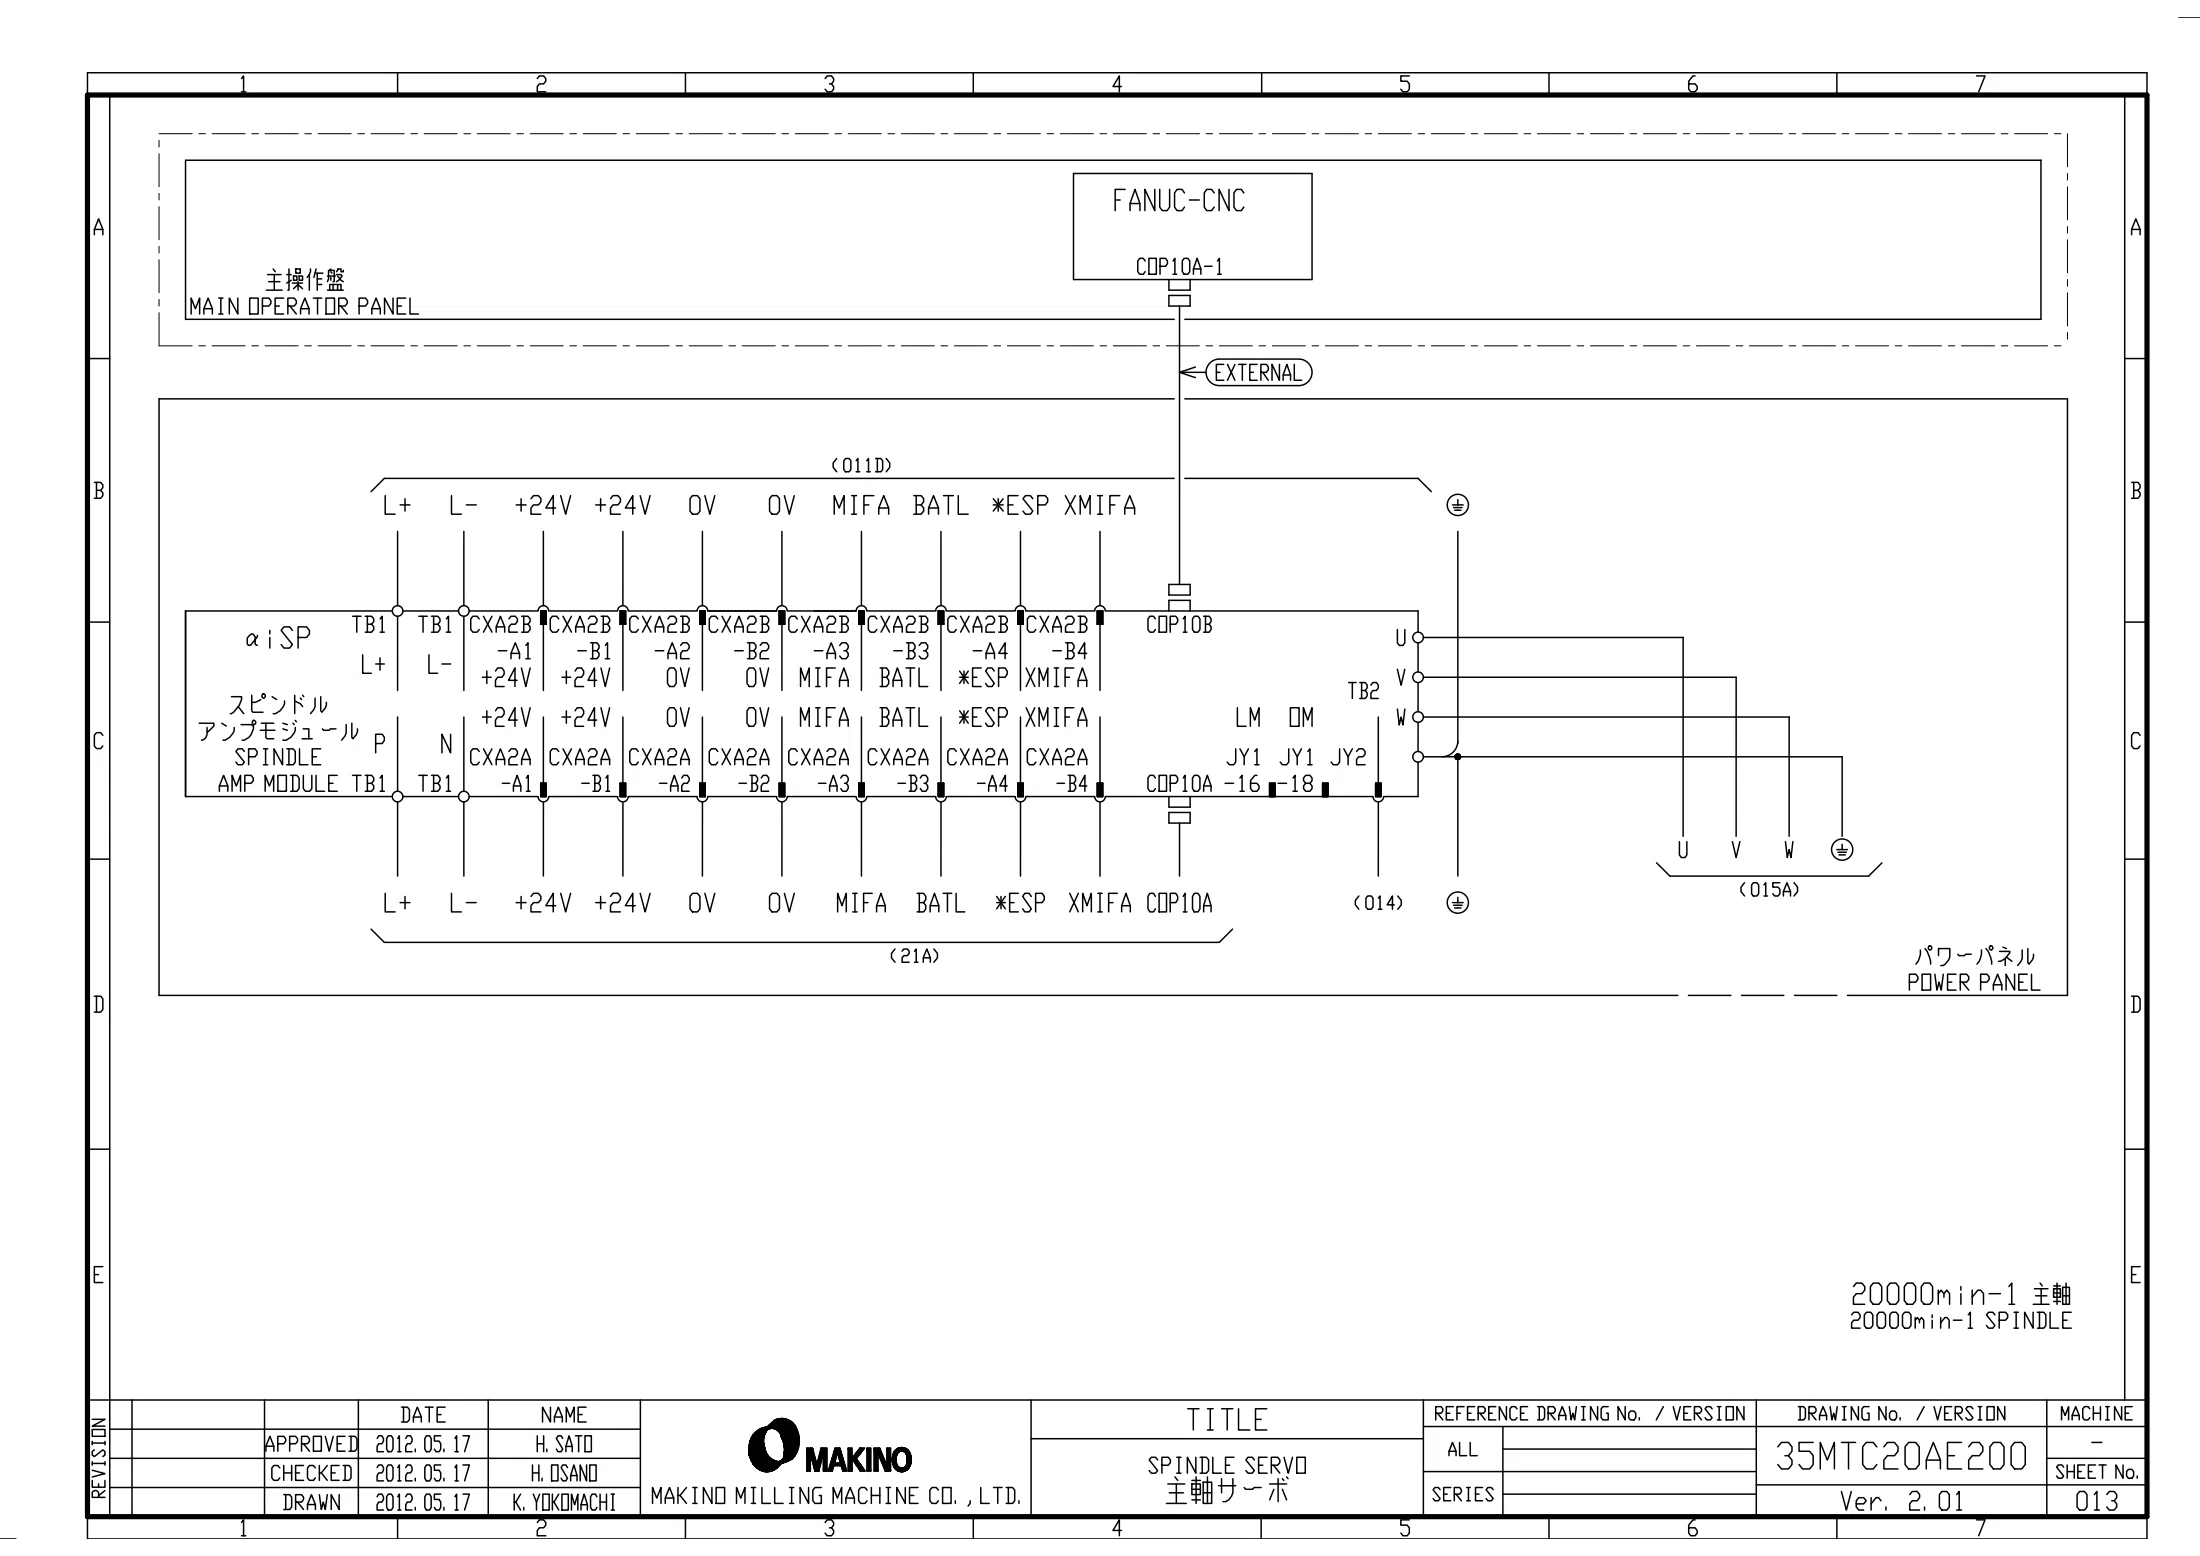 1 2 3 4 5 6 7
A A
FANUC-CNC
COP10A-1
主操作盤
MAIN OPERATOR PANEL
EXTERNAL
B B
(011D)
L+ L- +24V +24V 0V 0V MIFA BATL *ESP XMIFA
αiSP
TB1 TB1 CXA2B CXA2B CXA2B CXA2B CXA2B CXA2B CXA2B CXA2B COP10B
-A1 -B1 -A2 -B2 -A3 -B3 -A4 -B4
L+ L- +24V +24V 0V 0V MIFA BATL *ESP XMIFA
U
V
TB2
W
スピンドル
アンプモジュール
SPINDLE
AMP MODULE
+24V +24V 0V 0V MIFA BATL *ESP XMIFA LM OM
C C
P N CXA2A CXA2A CXA2A CXA2A CXA2A CXA2A CXA2A CXA2A JY1 JY1 JY2
TB1 TB1 -A1 -B1 -A2 -B2 -A3 -B3 -A4 -B4 COP10A -16 -18
U V W
(015A)
L+ L- +24V +24V 0V 0V MIFA BATL *ESP XMIFA COP10A (014)
(21A)
パワーパネル
POWER PANEL
D D
E E
20000min-1 主軸
20000min-1 SPINDLE
REVISION
DATE NAME
APPROVED 2012.05.17 H. SATO
CHECKED 2012.05.17 H. OSANO
DRAWN 2012.05.17 K. YOKOMACHI
MAKINO
MAKINO MILLING MACHINE CO.,LTD.
TITLE
SPINDLE SERVO
主軸サーボ
REFERENCE DRAWING No. / VERSION
ALL
SERIES
DRAWING No. / VERSION
35MTC20AE200
Ver. 2.01
MACHINE
-
SHEET No.
013
1 2 3 4 5 6 7